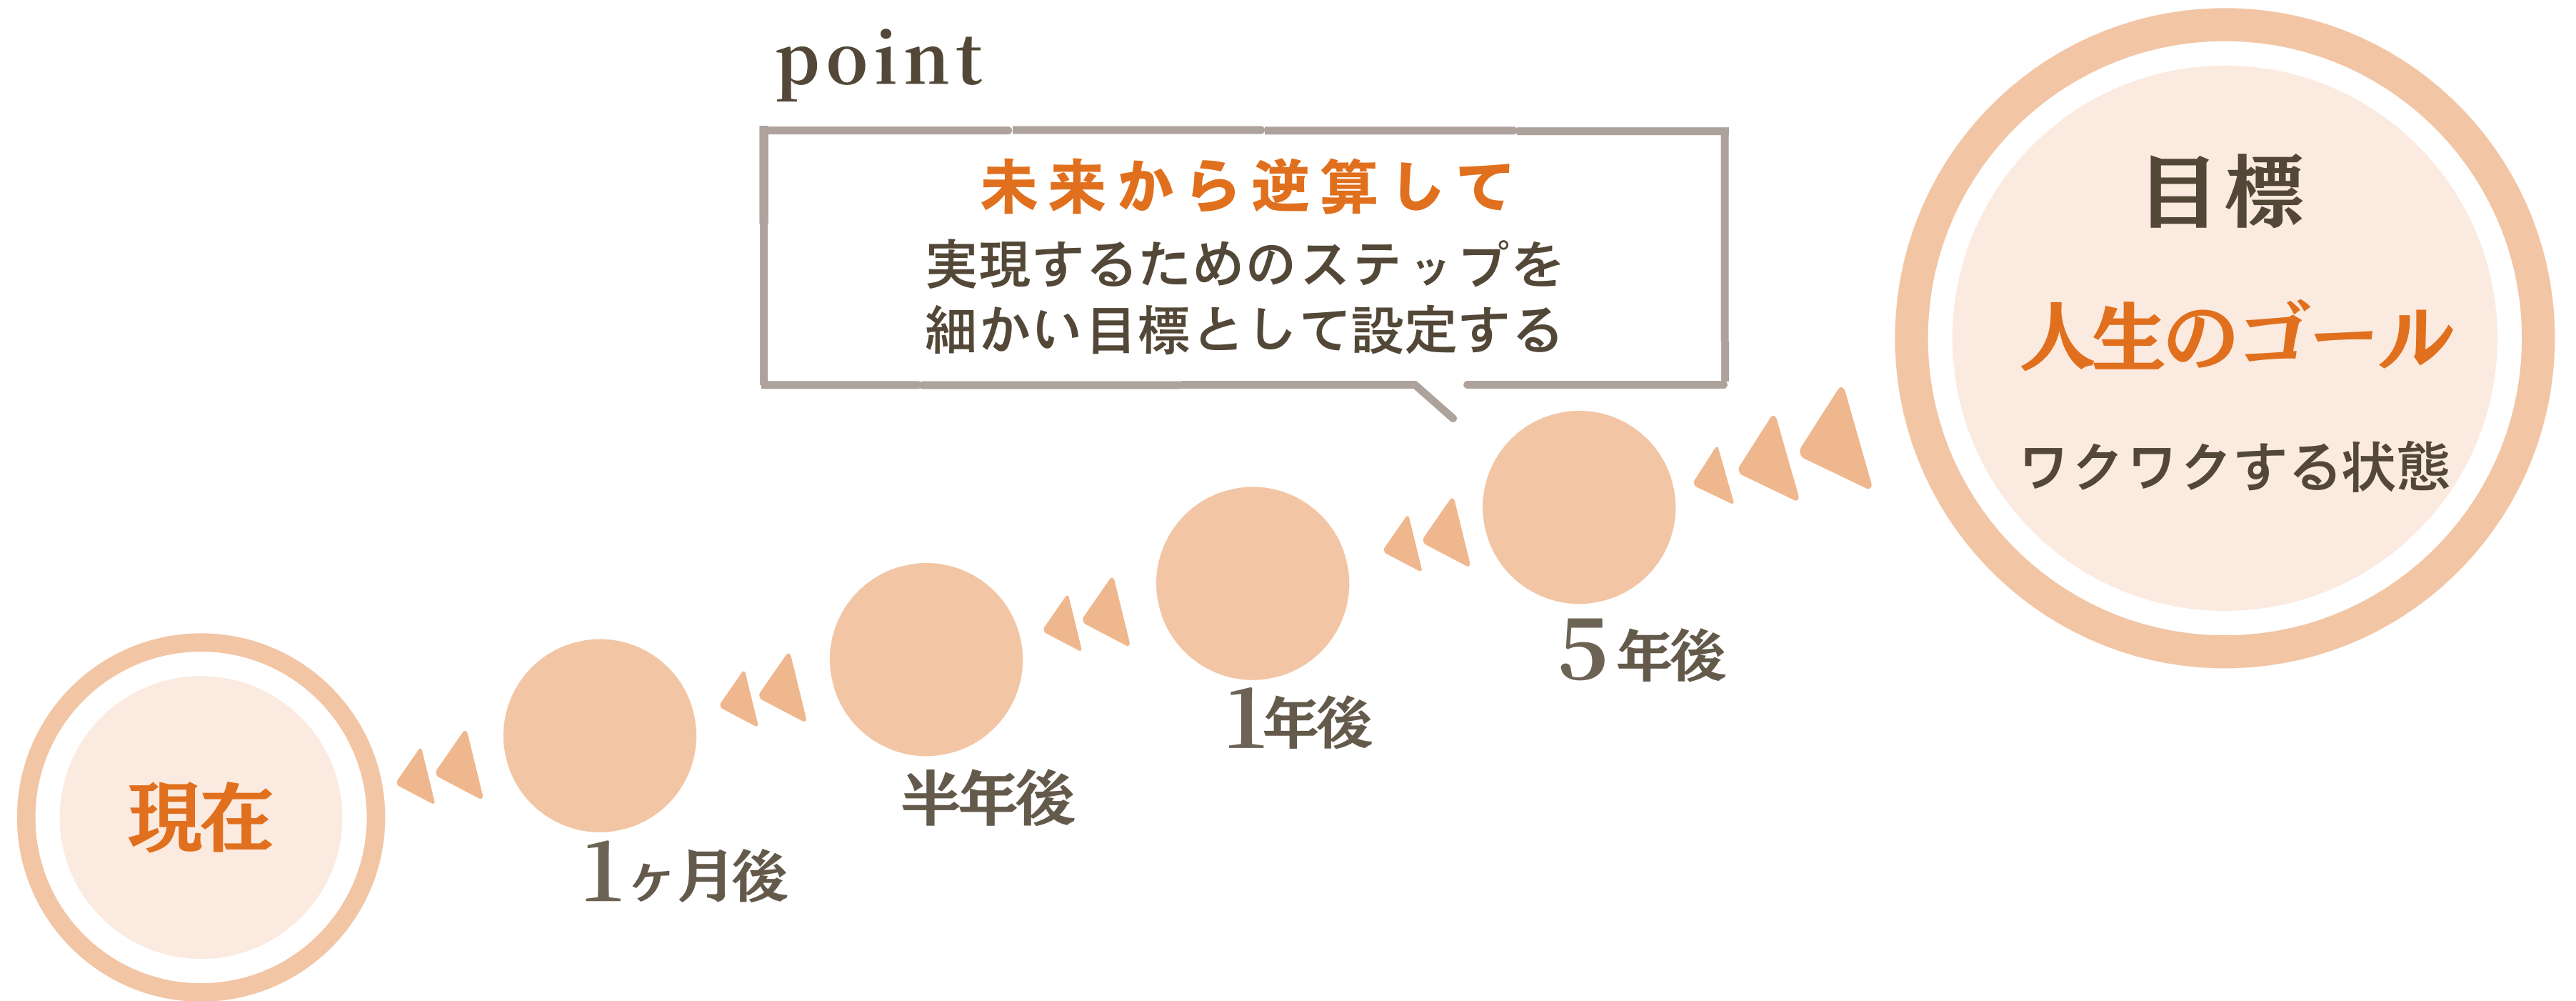 point
未来から逆算して
実現するためのステップを
細かい目標として設定する
目標
人生のゴール
ワクワクする状態
5年後
1年後
半年後
1ヶ月後
現在